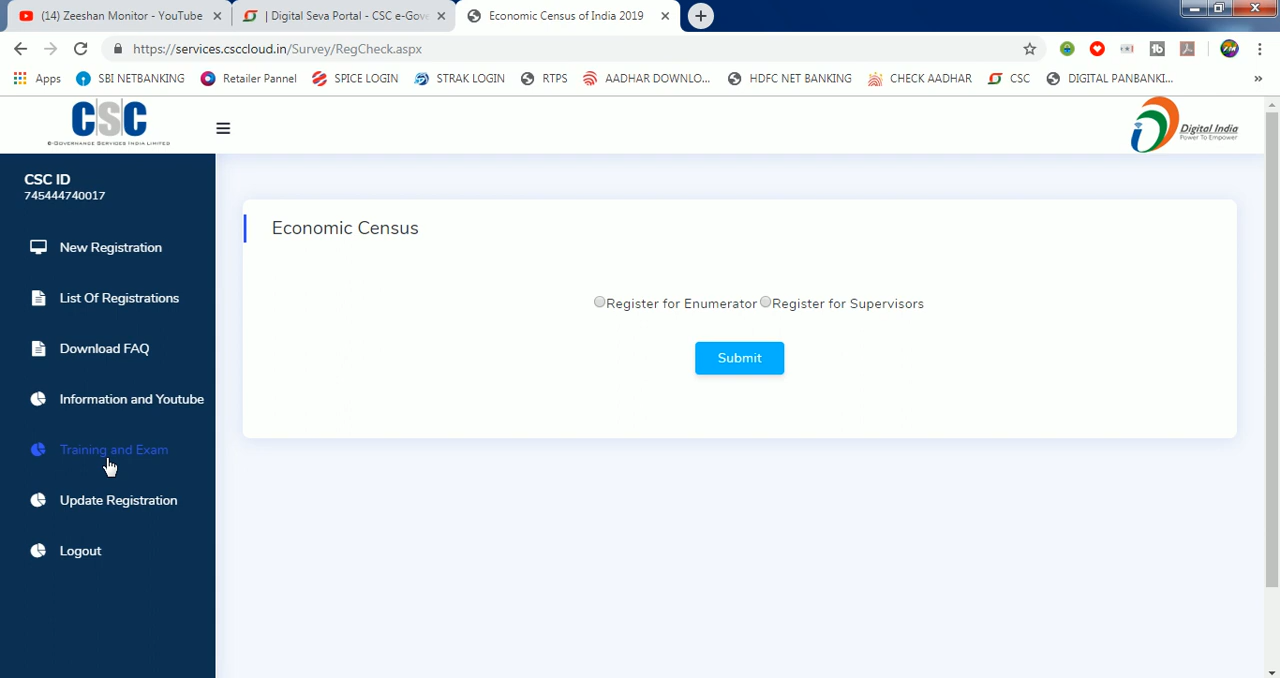 (14) Zeeshan Monitor - YouTube
| Digital Seva Portal - CSC e-Gov
Economic Census of India 2019
https://services.csccloud.in/Survey/RegCheck.aspx
Apps
SBI NETBANKING
Retailer Pannel
SPICE LOGIN
STRAK LOGIN
RTPS
AADHAR DOWNLO...
HDFC NET BANKING
CHECK AADHAR
CSC
DIGITAL PANBANKI...
»
CSC
E-GOVERNANCE SERVICES INDIA LIMITED
Digital India
Power To Empower
CSC ID
745444740017
New Registration
List Of Registrations
Download FAQ
Information and Youtube
Training and Exam
Update Registration
Logout
Economic Census
Register for Enumerator
Register for Supervisors
Submit